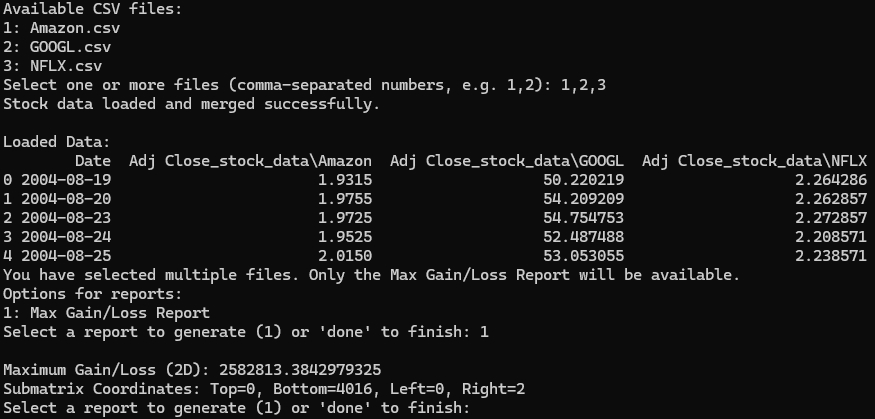 Available CSV files:
1: Amazon.csv
2: GOOGL.csv
3: NFLX.csv
Select one or more files (comma-separated numbers, e.g. 1,2): 1,2,3
Stock data loaded and merged successfully.

Loaded Data:
        Date  Adj Close_stock_data\Amazon  Adj Close_stock_data\GOOGL  Adj Close_stock_data\NFLX
0 2004-08-19                       1.9315                   50.220219                   2.264286
1 2004-08-20                       1.9755                   54.209209                   2.262857
2 2004-08-23                       1.9725                   54.754753                   2.272857
3 2004-08-24                       1.9525                   52.487488                   2.208571
4 2004-08-25                       2.0150                   53.053055                   2.238571
You have selected multiple files. Only the Max Gain/Loss Report will be available.
Options for reports:
1: Max Gain/Loss Report
Select a report to generate (1) or 'done' to finish: 1

Maximum Gain/Loss (2D): 2582813.3842979325
Submatrix Coordinates: Top=0, Bottom=4016, Left=0, Right=2
Select a report to generate (1) or 'done' to finish: